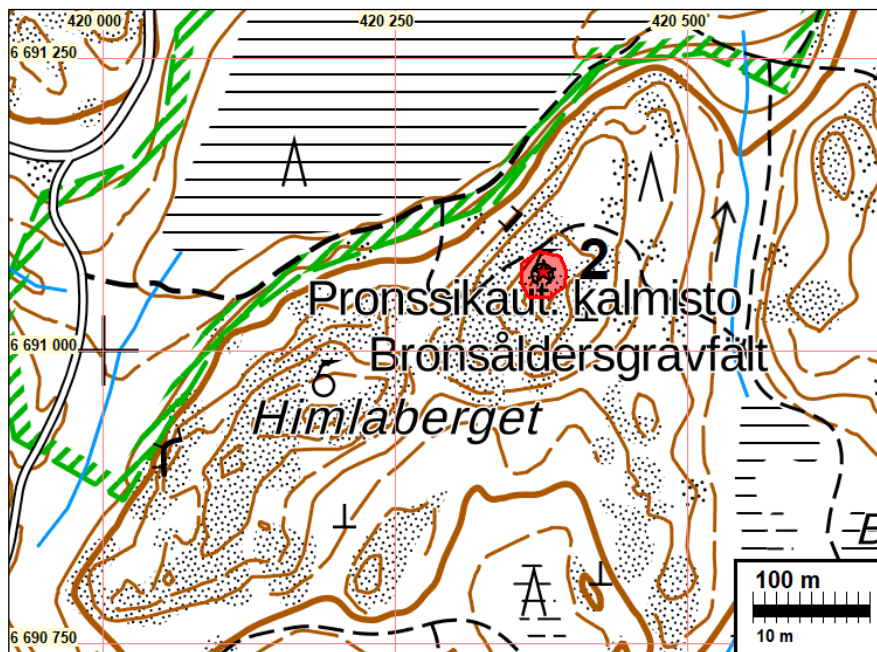 420 000
420 250
420 500
6 691 250
2
Pronssikaut. kalmisto
Bronsåldersgravfält
6 691 000
Himlaberget
B
100 m
10 m
6 690 750